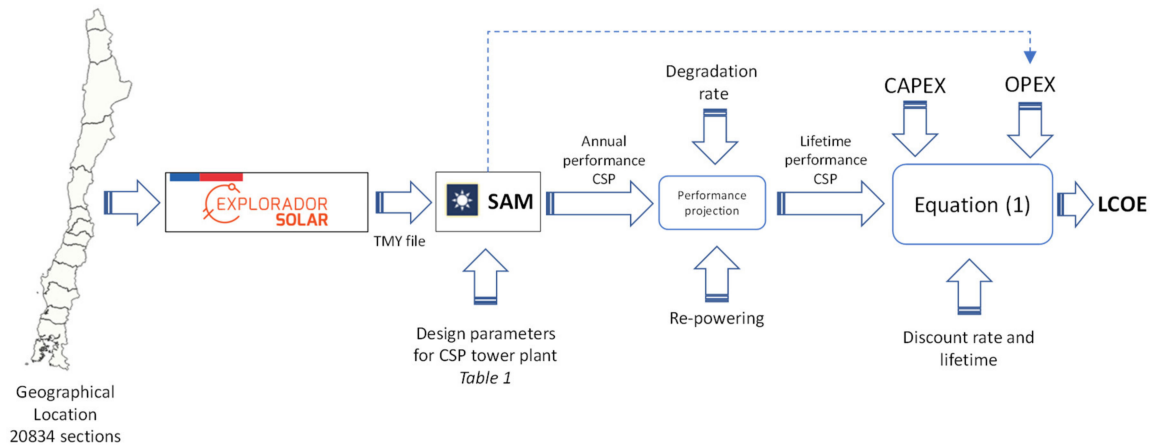 Geographical
Location
20834 sections
EXPLORADOR
SOLAR
TMY file
SAM
Design parameters
for CSP tower plant
Table 1
Annual
performance
CSP
Degradation
rate
Performance
projection
Re-powering
Lifetime
performance
CSP
CAPEX
OPEX
Equation (1)
Discount rate and
lifetime
LCOE